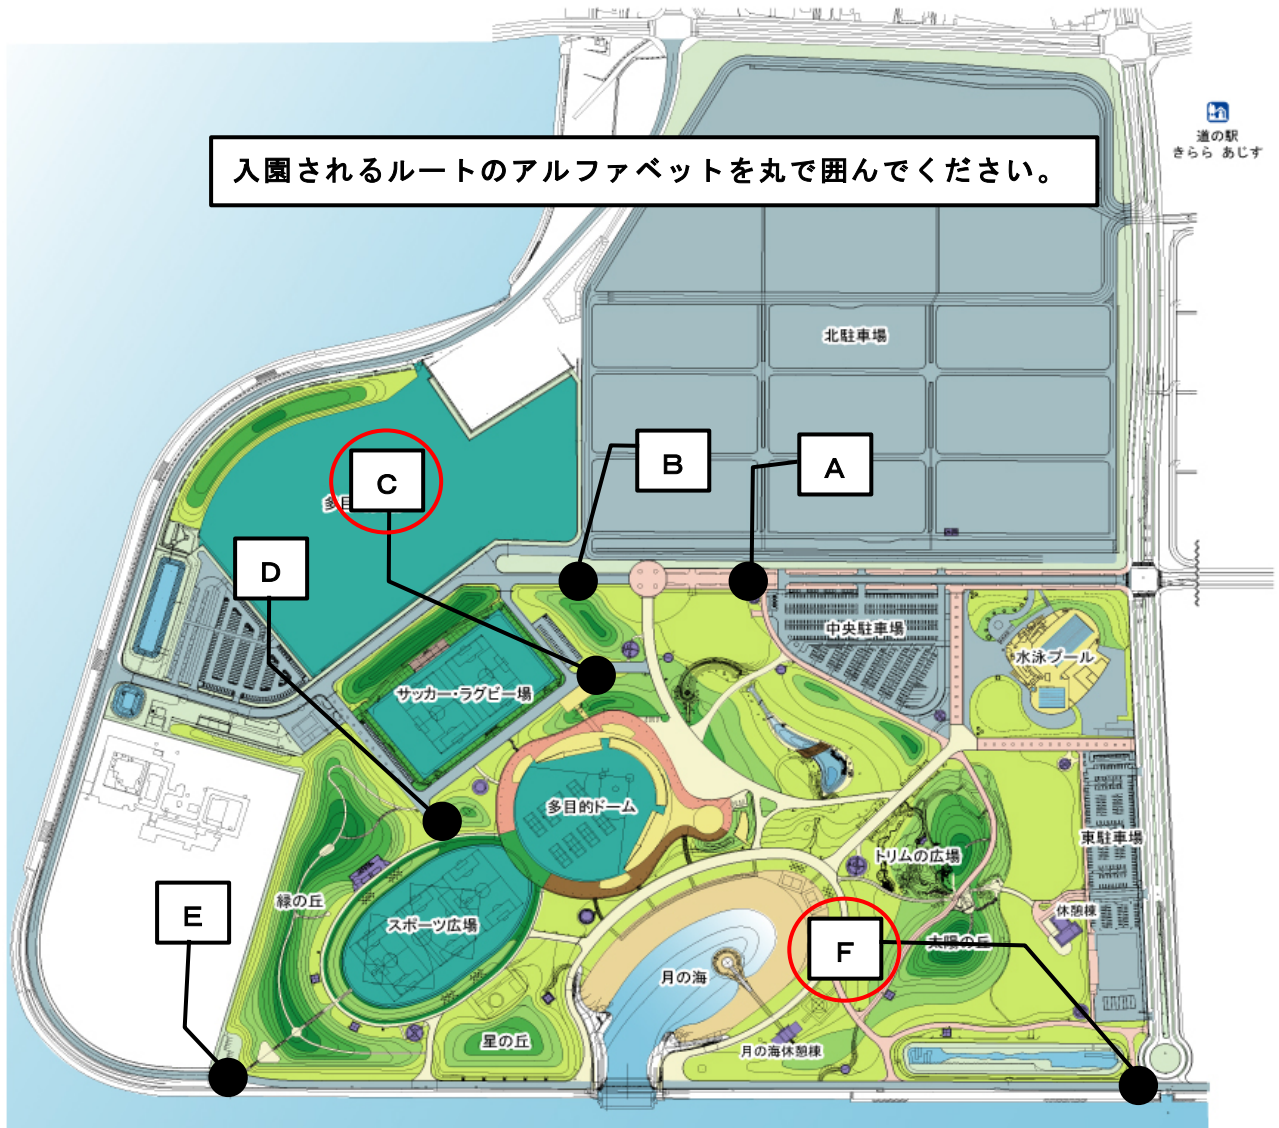 道の駅
きらら あじす
入園されるルートのアルファベットを丸で囲んでください。
北駐車場
B
A
C
多目
D
中央駐車場
水泳プール
サッカー・ラグビー場
多目的ドーム
トリムの広場
東駐車場
E
緑の丘
スポーツ広場
休憩棟
F
太陽の丘
月の海
星の丘
月の海休憩棟